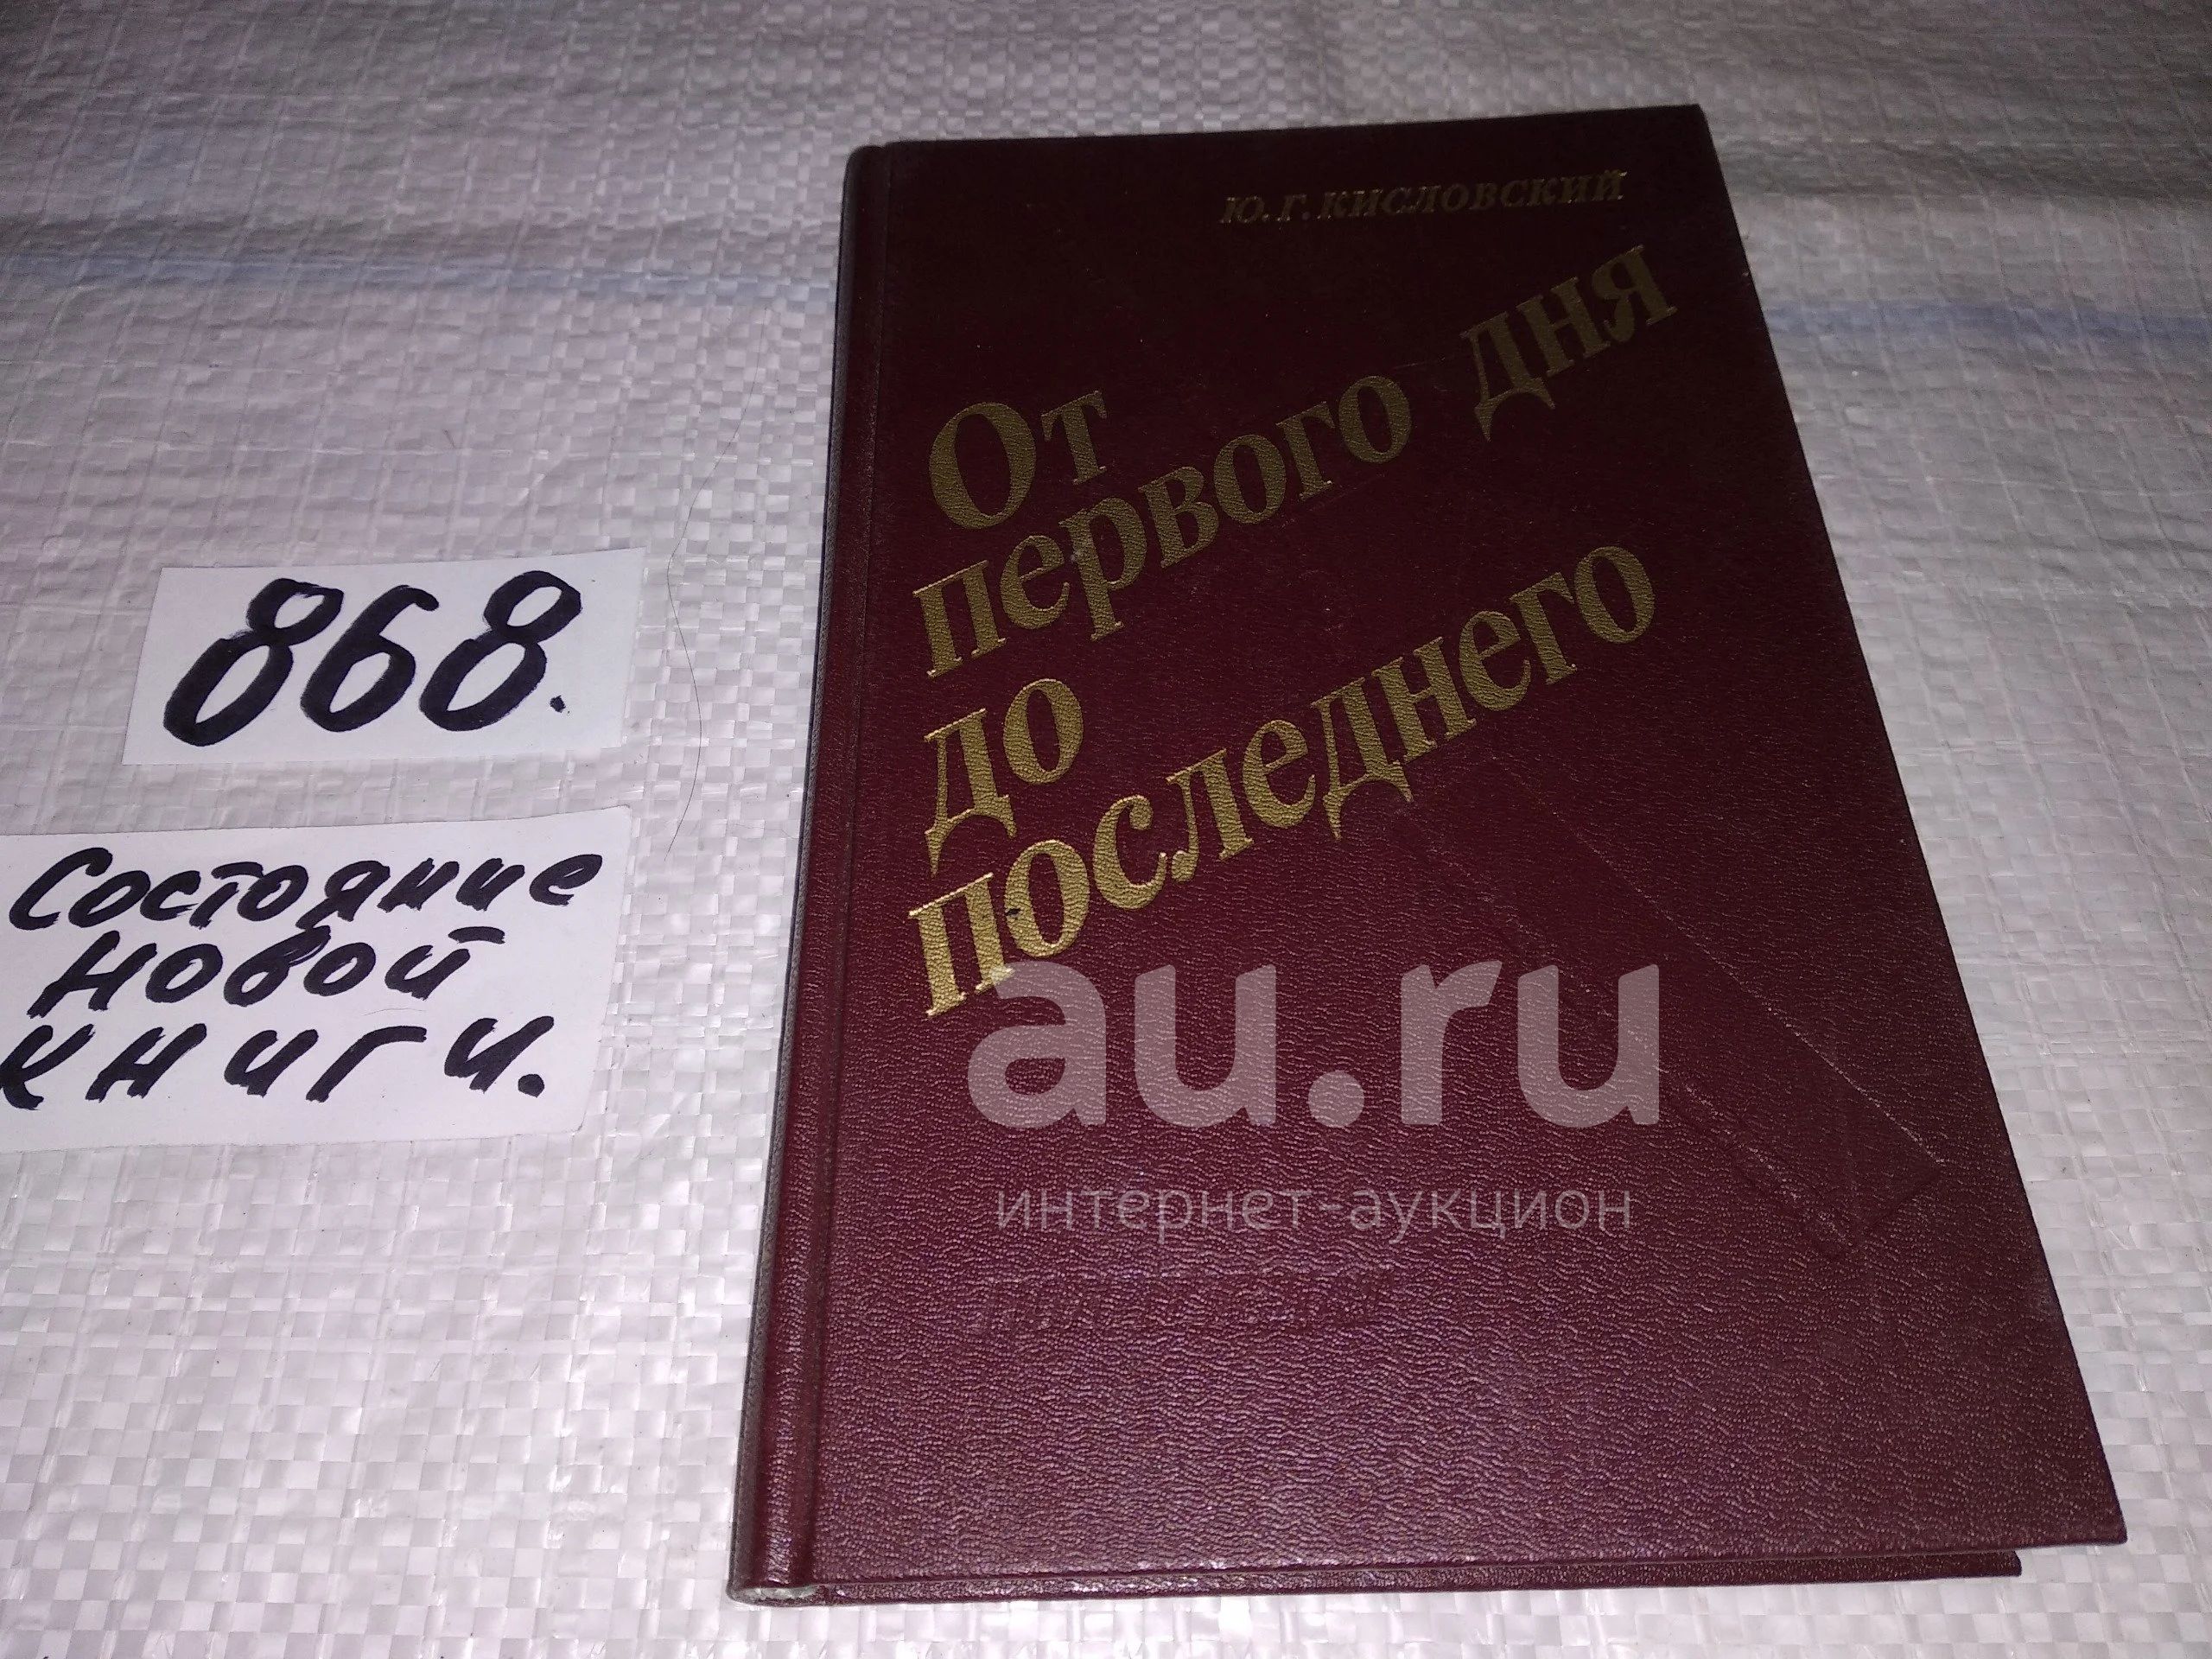 Ю. Г. КИСЛОВСКИЙ
От
первого дня
до
последнего
868.
Состояние
новой
книги.
au.ru
интернет-аукцион